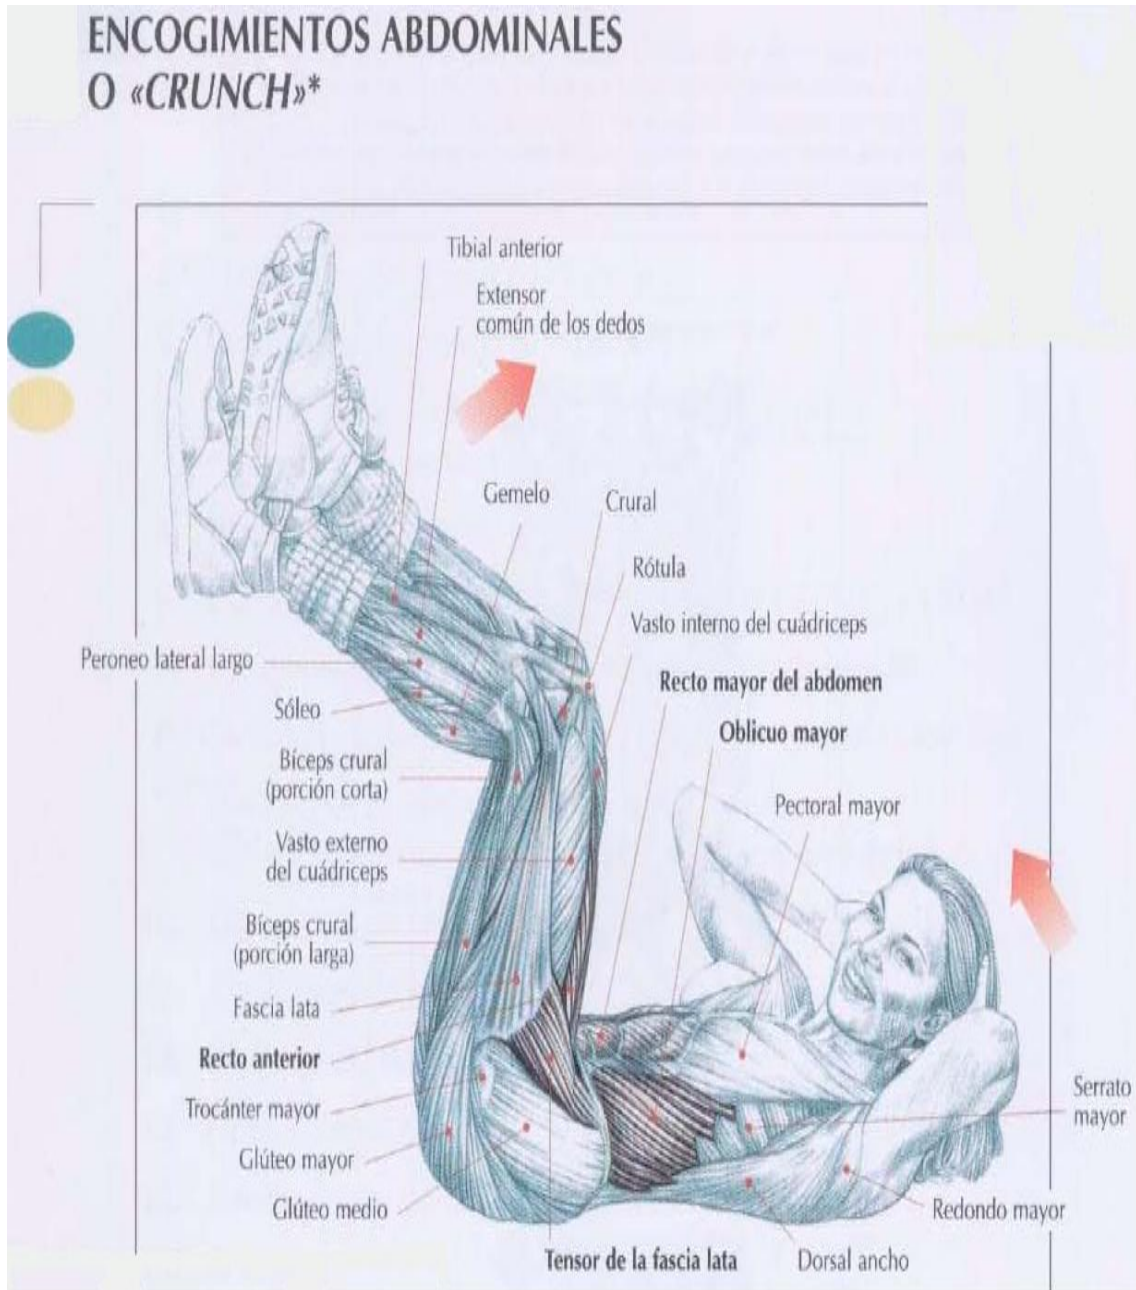 ENCOGIMIENTOS ABDOMINALES
O «CRUNCH»*
Tibial anterior
Extensor
común de los dedos
Gemelo
Crural
Rótula
Vasto interno del cuádriceps
Peroneo lateral largo
Recto mayor del abdomen
Sóleo
Oblicuo mayor
Bíceps crural
(porción corta)
Pectoral mayor
Vasto externo
del cuádriceps
Bíceps crural
(porción larga)
Fascia lata
Recto anterior
Trocánter mayor
Serrato
mayor
Glúteo mayor
Glúteo medio
Redondo mayor
Tensor de la fascia lata
Dorsal ancho